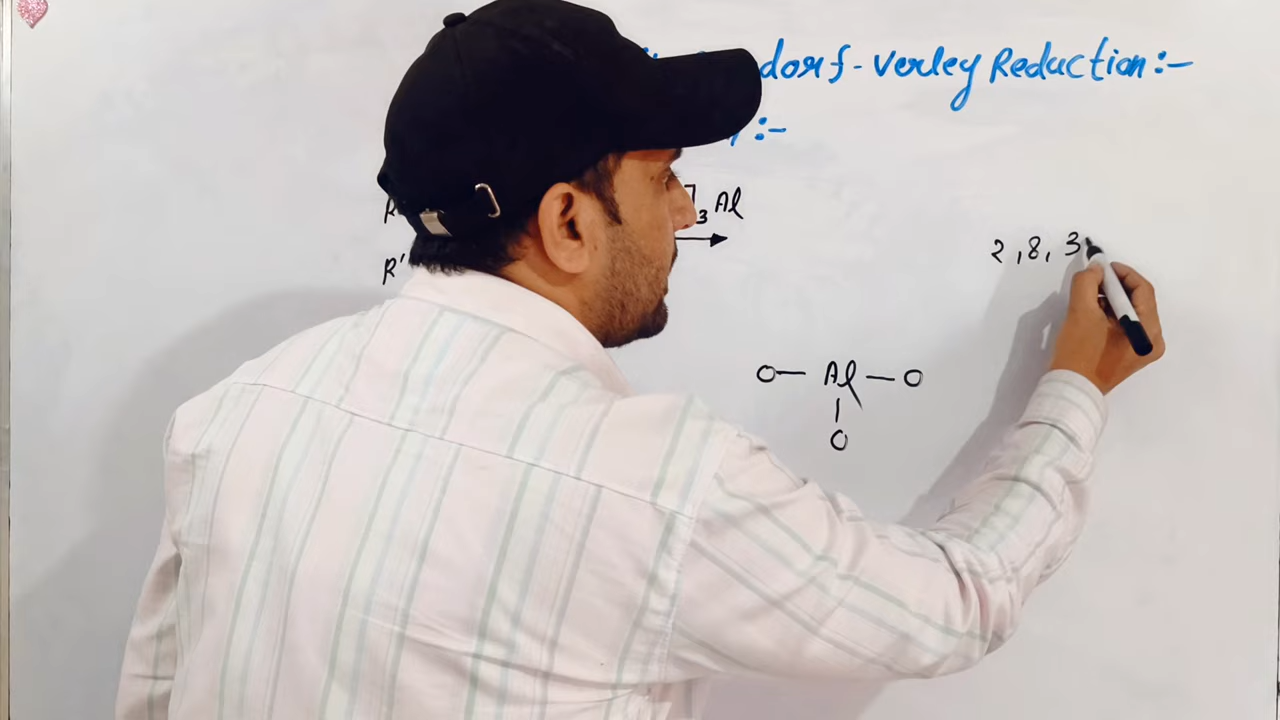 dorf-Verley Reduction:-
:-
R
3 Al
R'
2, 8, 3
O — Al — O
|
O